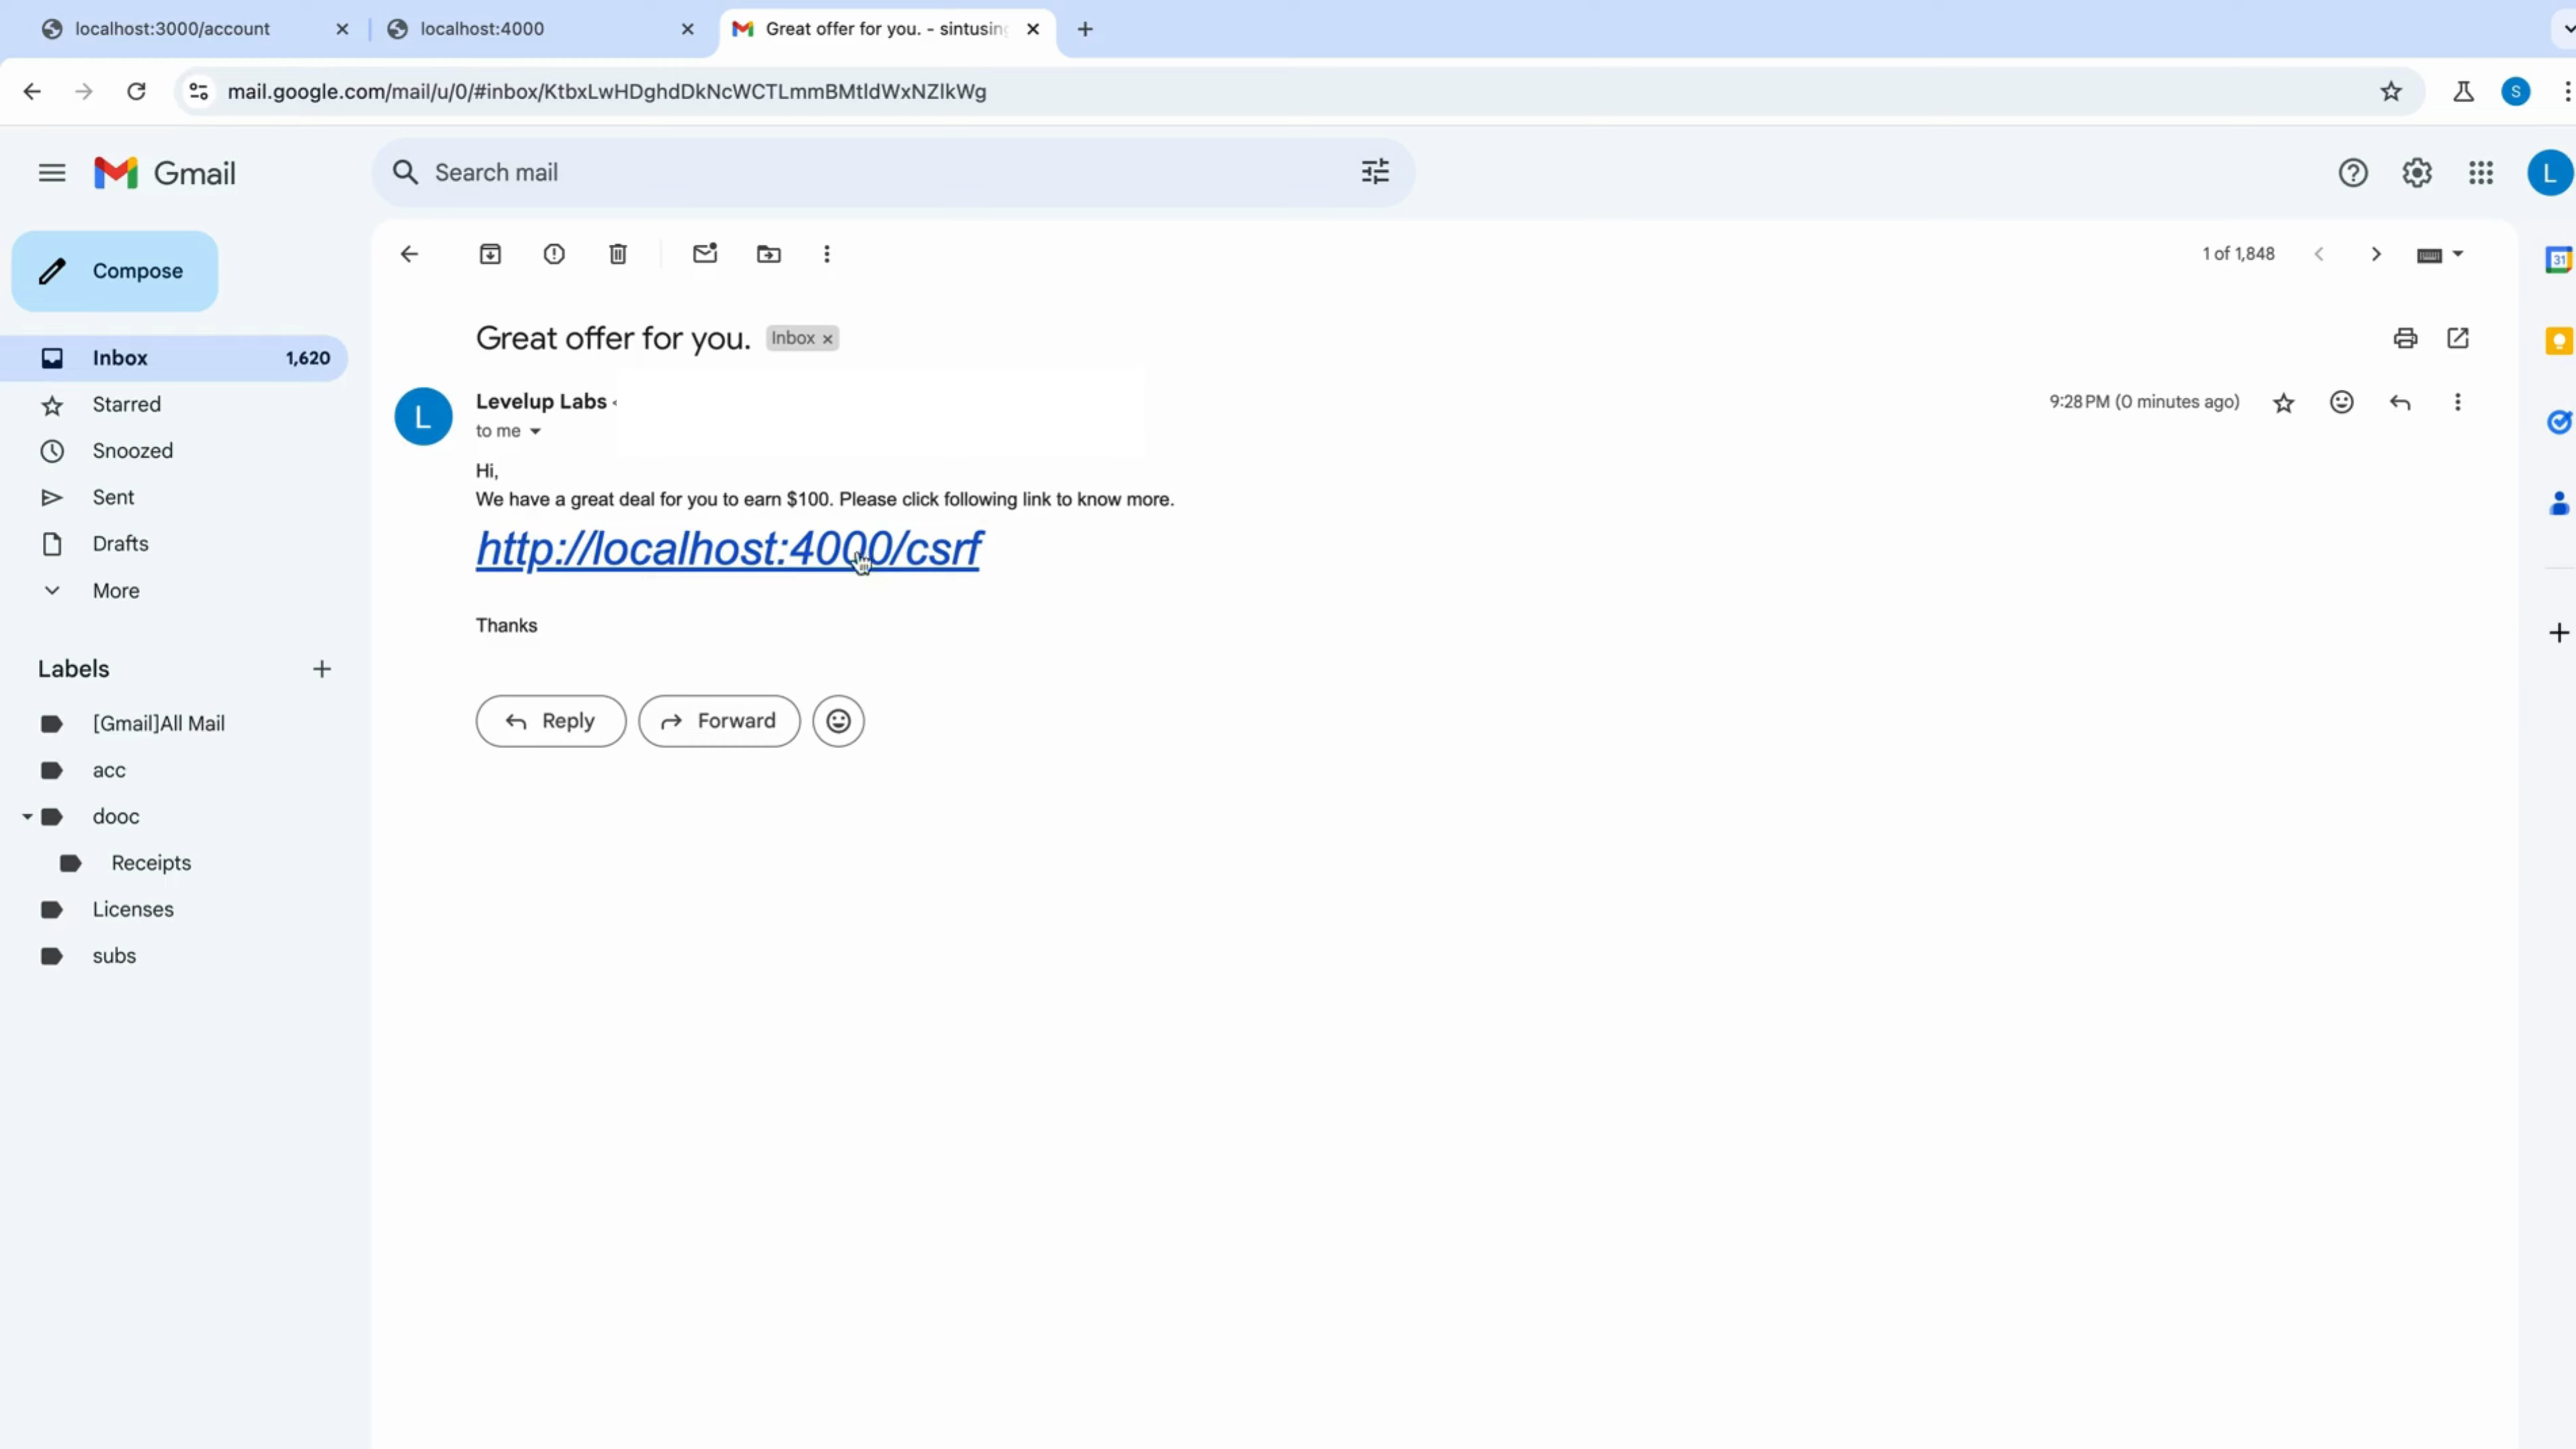 localhost:3000/account
localhost:4000
Great offer for you. - sintusing
mail.google.com/mail/u/0/#inbox/KtbxLwHDghdDkNcWCTLmmBMtldWxNZlkWg
S
Gmail
Search mail
L
Compose
1 of 1,848
Great offer for you.
Inbox
Inbox 1,620
Starred
Snoozed
Sent
Drafts
More
L
Levelup Labs
9:28 PM (0 minutes ago)
to me
Hi,
We have a great deal for you to earn $100. Please click following link to know more.
http://localhost:4000/csrf
Thanks
Reply
Forward
Labels
[Gmail]All Mail
acc
dooc
Receipts
Licenses
subs
31